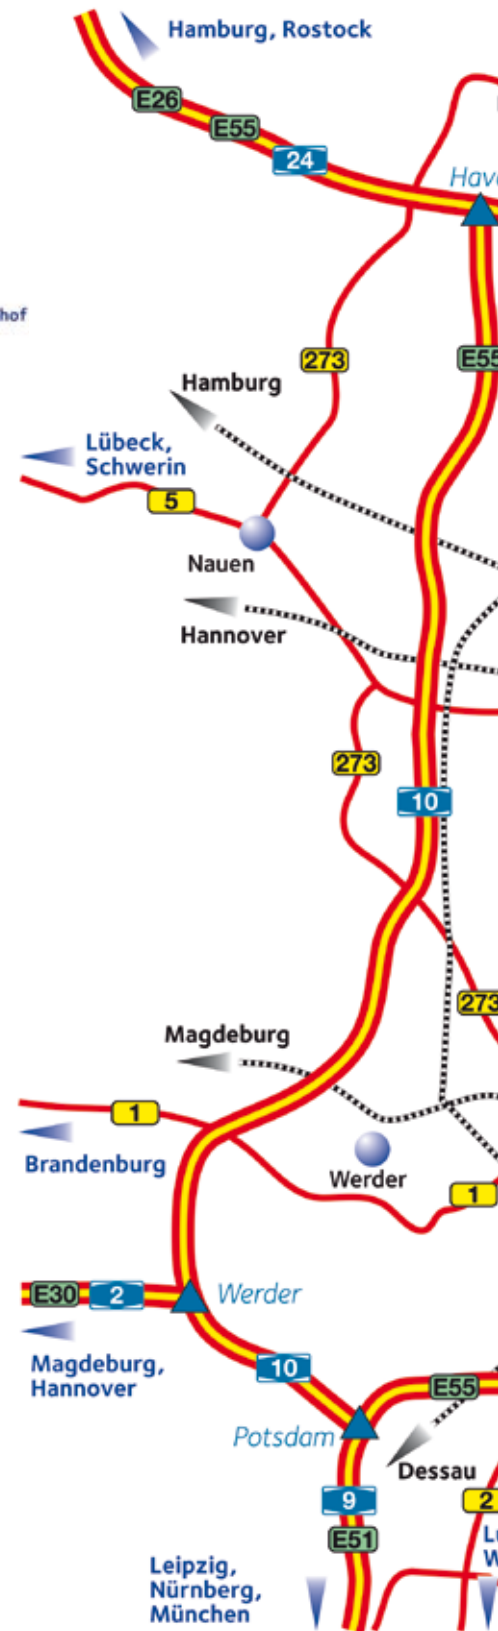 Hamburg, Rostock
E26
E55
24
hof
273
E55
Hamburg
Lübeck,
Schwerin
5
Nauen
Hannover
273
10
273
Magdeburg
1
Brandenburg
Werder
1
E30
2
Werder
Magdeburg,
Hannover
10
E55
Potsdam
Dessau
9
2
E51
Leipzig,
Nürnberg,
München